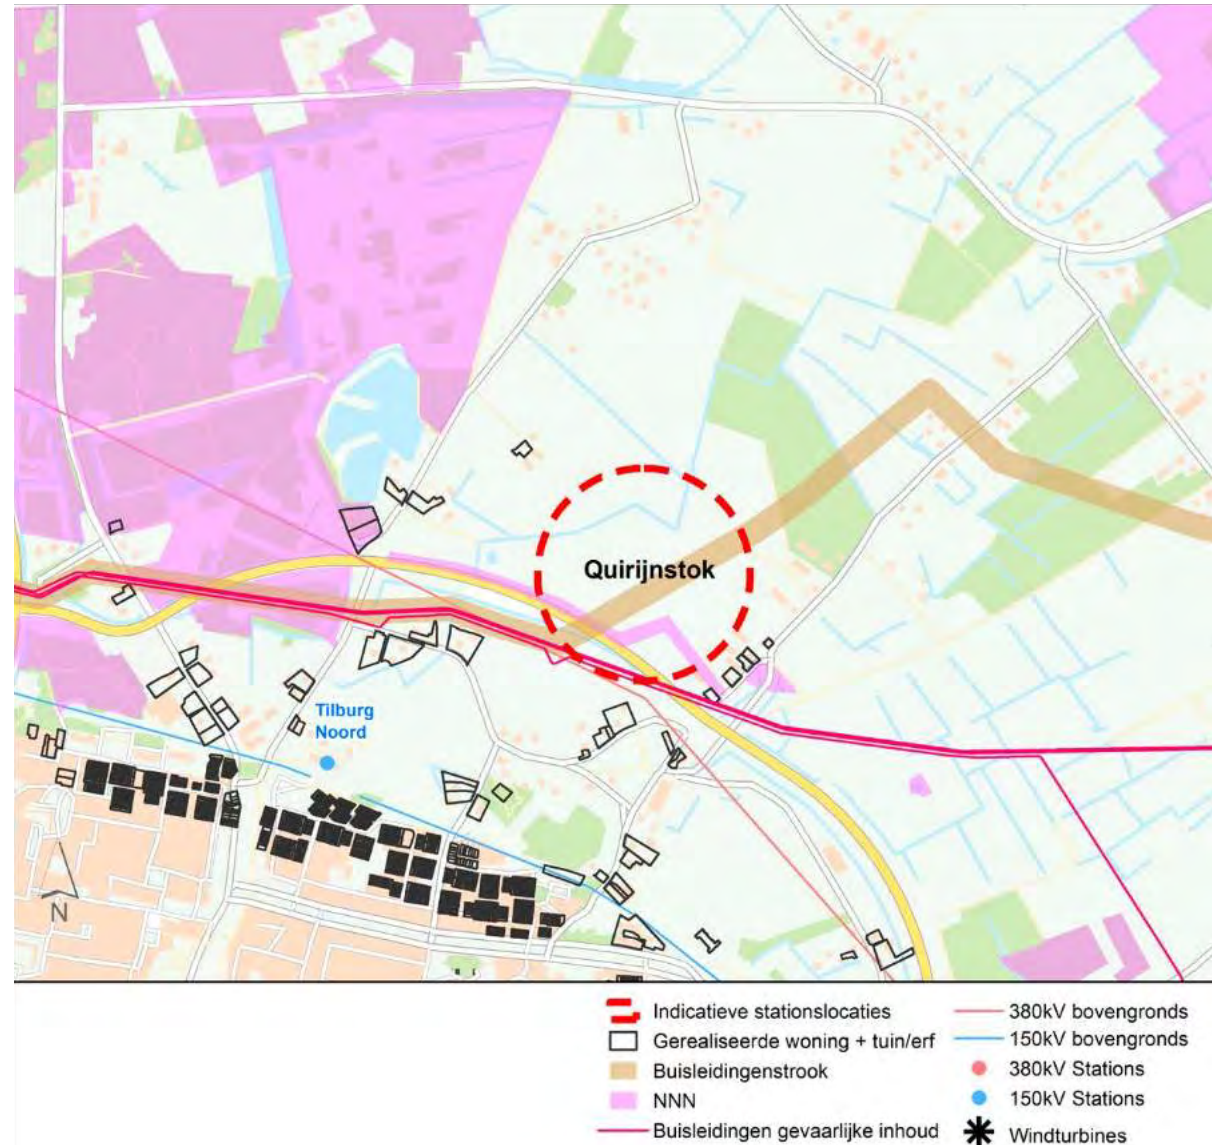 Quirijnstok
Tilburg
Noord
N
Indicatieve stationslocaties
Gerealiseerde woning + tuin/erf
Buisleidingenstrook
NNN
Buisleidingen gevaarlijke inhoud
380kV bovengronds
150kV bovengronds
380kV Stations
150kV Stations
Windturbines